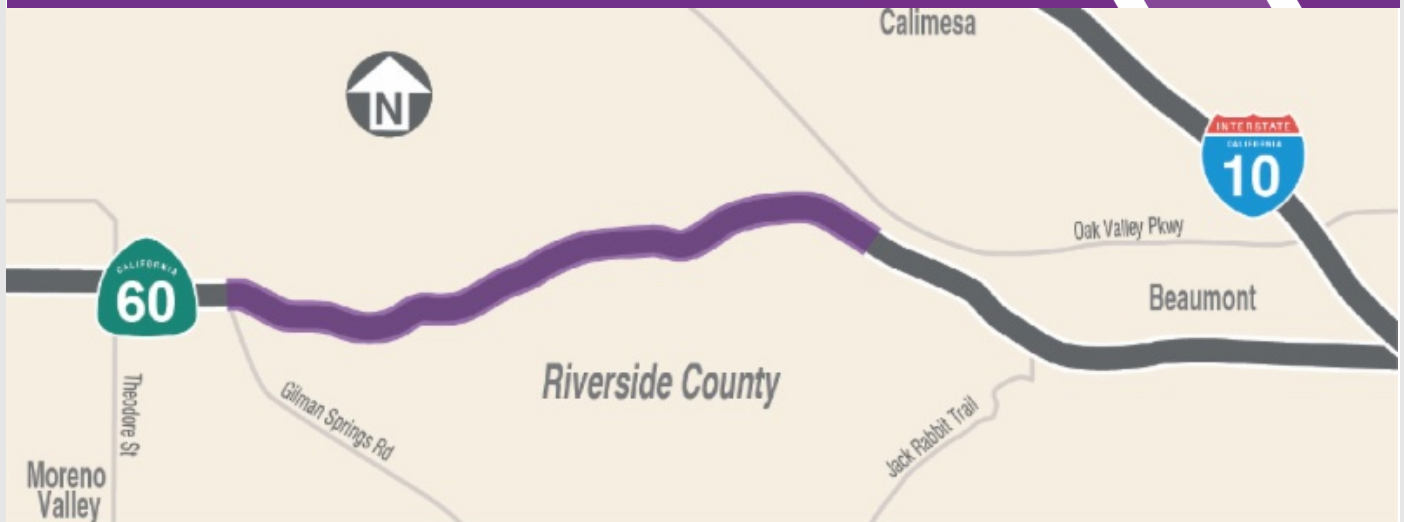 Calimesa
N
INTERSTATE
CALIFORNIA
10
Oak Valley Pkwy
CALIFORNIA
60
Beaumont
Riverside County
Theodore St
Gilman Springs Rd
Jack Rabbit Trail
Moreno
Valley